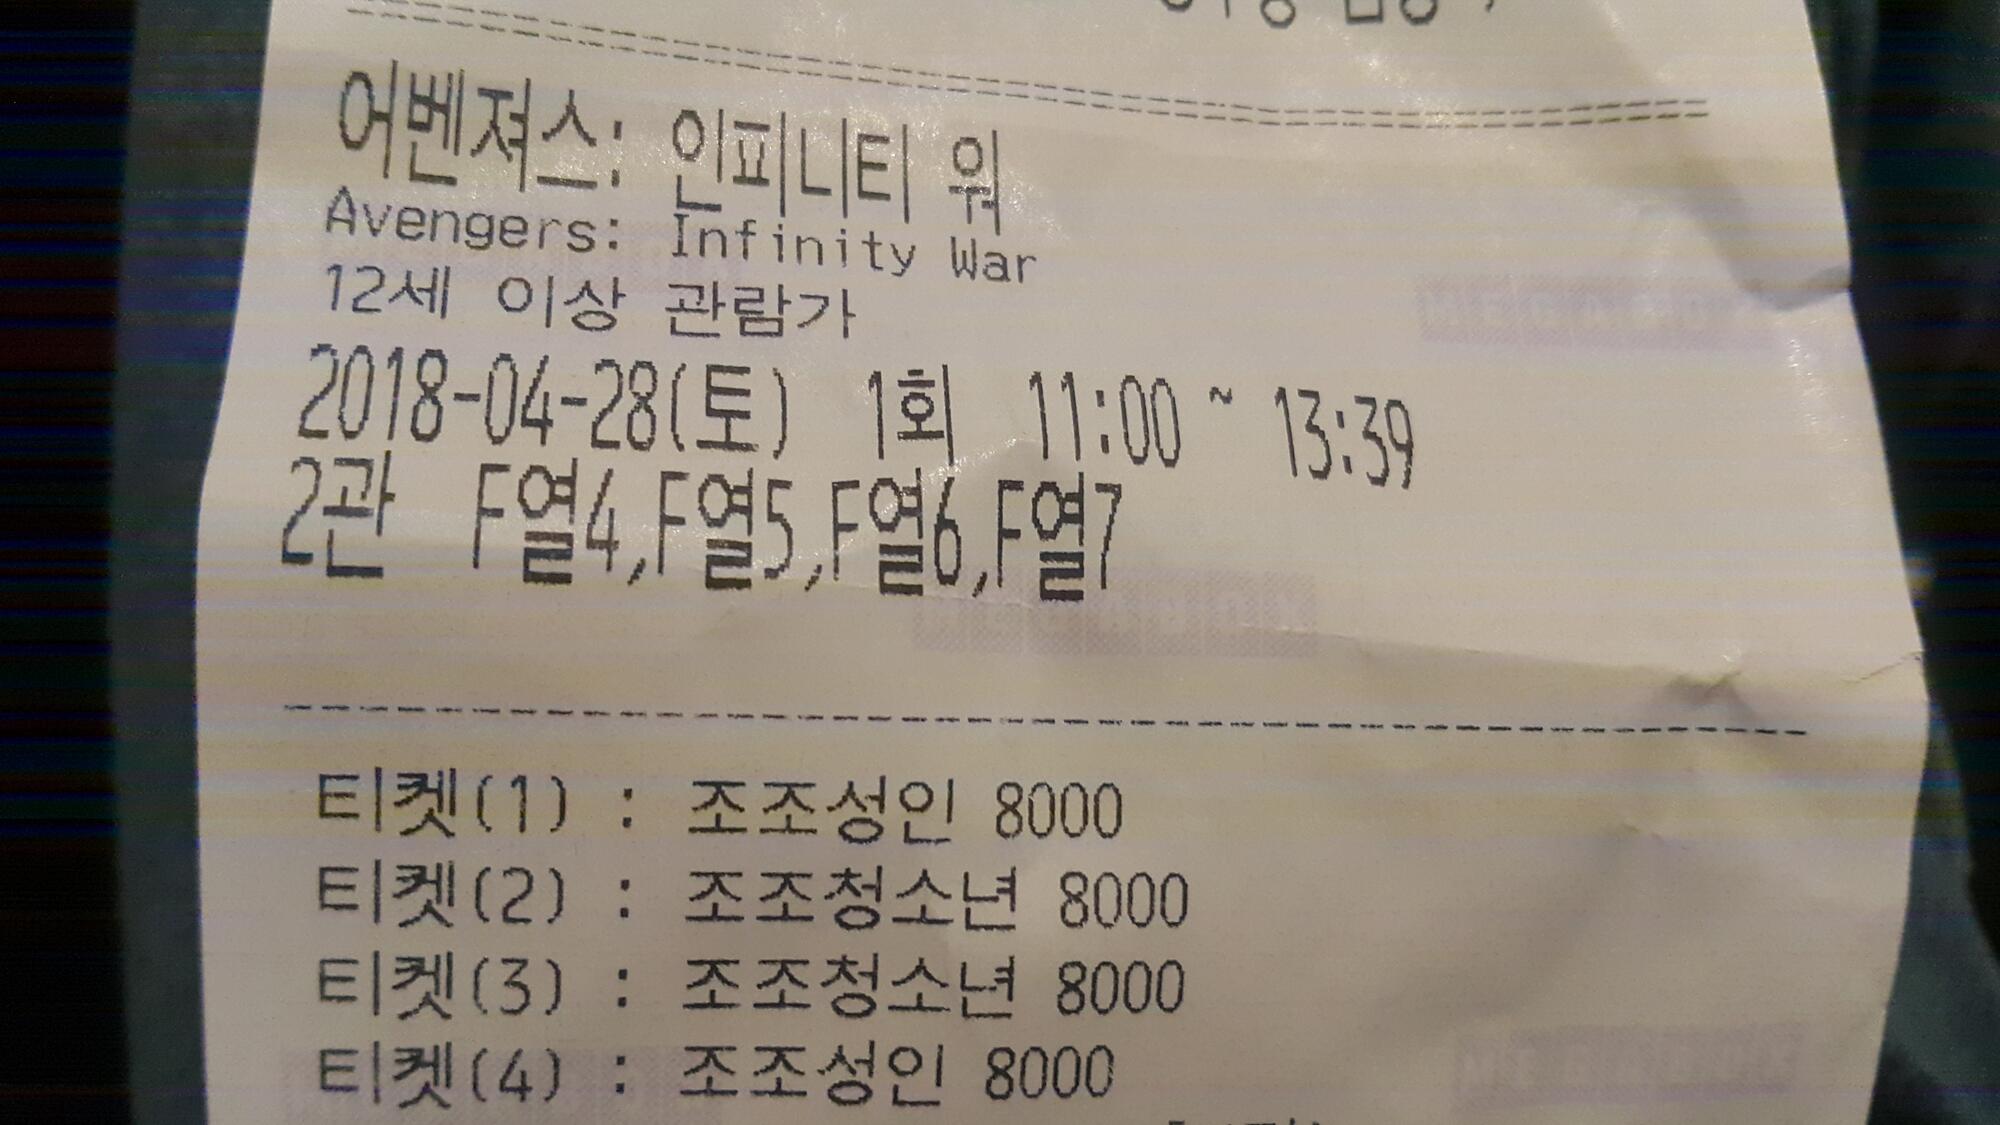 어벤져스: 인피니티 워
Avengers: Infinity War
12세 이상 관람가
2018-04-28(토) 1회 11:00 ~ 13:39
2관 F열4,F열5,F열6,F열7
티켓(1) : 조조성인 8000
티켓(2) : 조조청소년 8000
티켓(3) : 조조청소년 8000
티켓(4) : 조조성인 8000